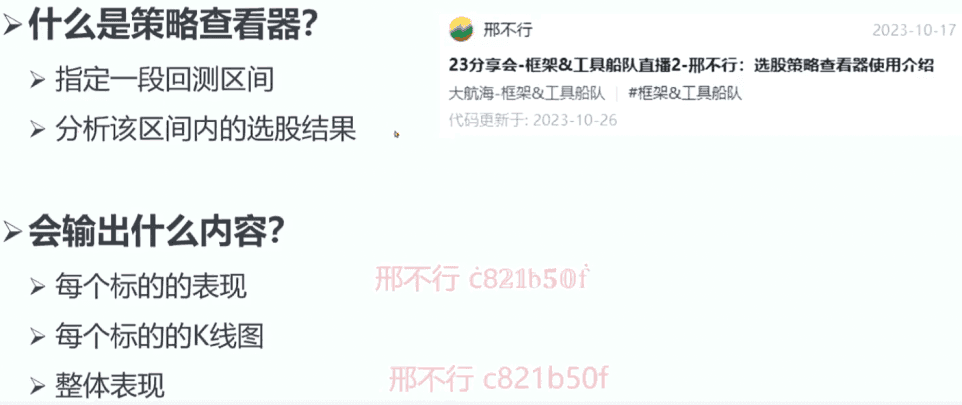 什么是策略查看器?
指定一段回测区间
分析该区间内的选股结果
邢不行
2023-10-17
23分享会-框架&工具船队直播2-邢不行：选股策略查看器使用介绍
大航海-框架&工具船队 | #框架&工具船队
代码更新于: 2023-10-26
会输出什么内容?
每个标的的表现
每个标的的K线图
整体表现
邢不行 c821b50f
邢不行 c821b50f